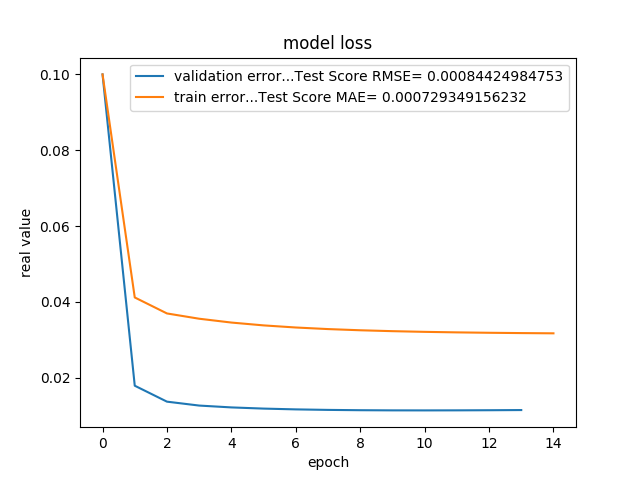 model loss
validation error...Test Score RMSE= 0.00084424984753
train error...Test Score MAE= 0.000729349156232
real value
0.10
0.08
0.06
0.04
0.02
0 2 4 6 8 10 12 14
epoch